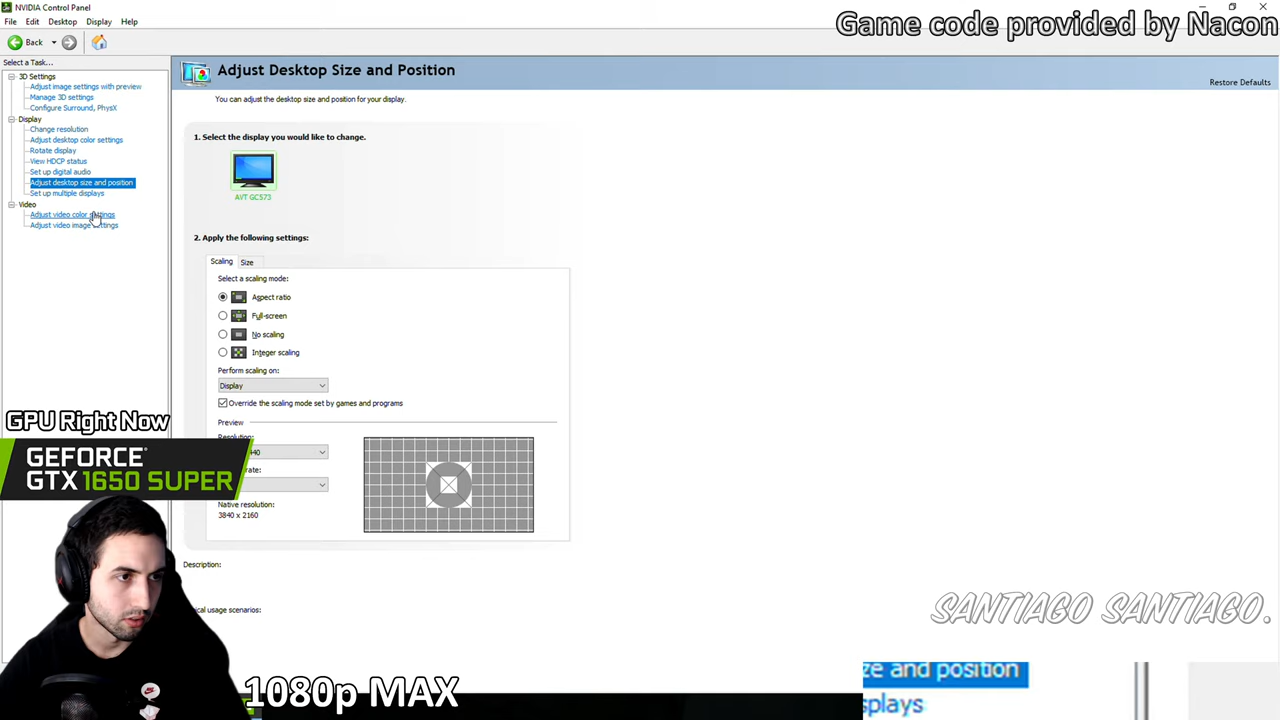 NVIDIA Control Panel
Game code provided by Nacon
File Edit Desktop Display Help
Back
Select a Task...
3D Settings
Adjust image settings with preview
Manage 3D settings
Configure Surround, PhysX
Display
Change resolution
Adjust desktop color settings
Rotate display
View HDCP status
Set up digital audio
Adjust desktop size and position
Set up multiple displays
Video
Adjust video color settings
Adjust video image settings
Adjust Desktop Size and Position
Restore Defaults
You can adjust the desktop size and position for your display.
1. Select the display you would like to change.
AVT GC573
2. Apply the following settings:
Scaling Size
Select a scaling mode:
Aspect ratio
Full-screen
No scaling
Integer scaling
Perform scaling on:
Display
Override the scaling mode set by games and programs
Preview
Resolution:
rate:
Native resolution:
3840 x 2160
Description:
ical usage scenarios:
GPU Right Now
GEFORCE
GTX 1650 SUPER
1080p MAX
SANTIAGO SANTIAGO.
ze and position
splays